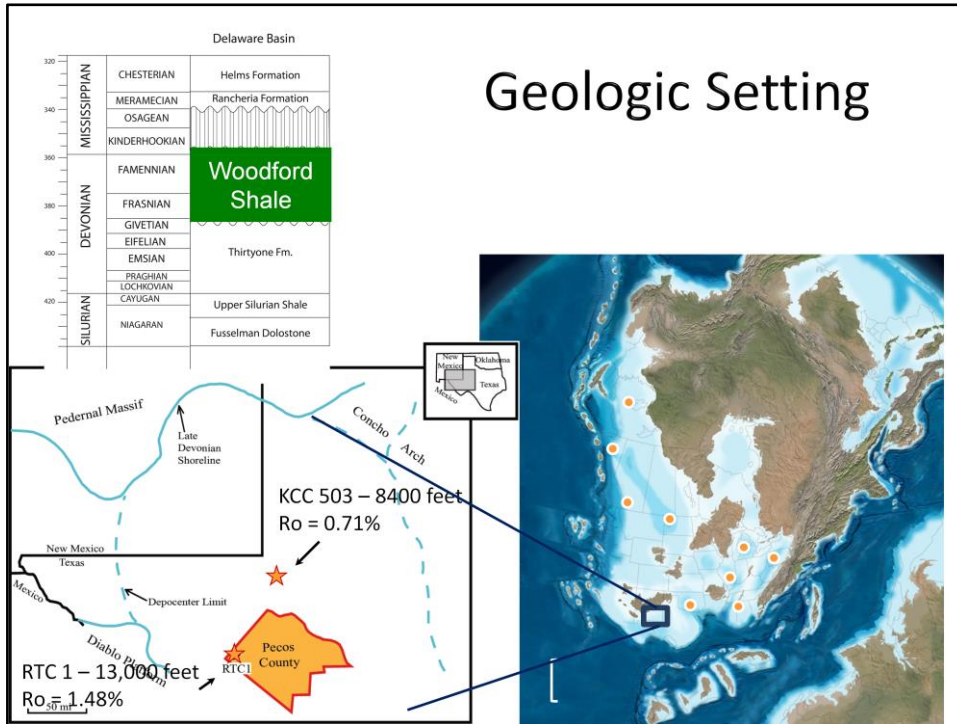 Geologic Setting
Delaware Basin
320
340
360
380
400
420
MISSISSIPPIAN
DEVONIAN
SILURIAN
CHESTERIAN
MERAMECIAN
OSAGEAN
KINDERHOOKIAN
FAMENNIAN
FRASNIAN
GIVETIAN
EIFELIAN
EMSIAN
PRAGHIAN
LOCHKOVIAN
CAYUGAN
NIAGARAN
Helms Formation
Rancheria Formation
Woodford
Shale
Thirtyone Fm.
Upper Silurian Shale
Fusselman Dolostone
New
Mexico
Oklahoma
Texas
Mexico
Pedernal Massif
Late
Devonian
Shoreline
Concho
Arch
KCC 503 – 8400 feet
Ro = 0.71%
New Mexico
Texas
Mexico
Depocenter Limit
Diablo Platform
Pecos
County
RTC1
RTC 1 – 13,000 feet
Ro = 1.48%
50 mi